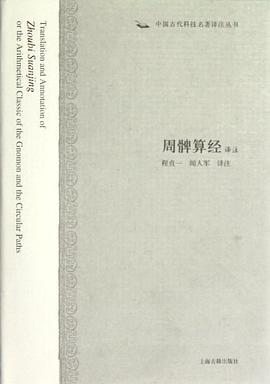 中国古代科技名著译注丛书
周髀算经 译注
程贞一 闻人军 译注
上海古籍出版社
Translation and Annotation of
Zhoubi Suanjing
or the Arithmetical Classic of the Gnomon and the Circular Paths